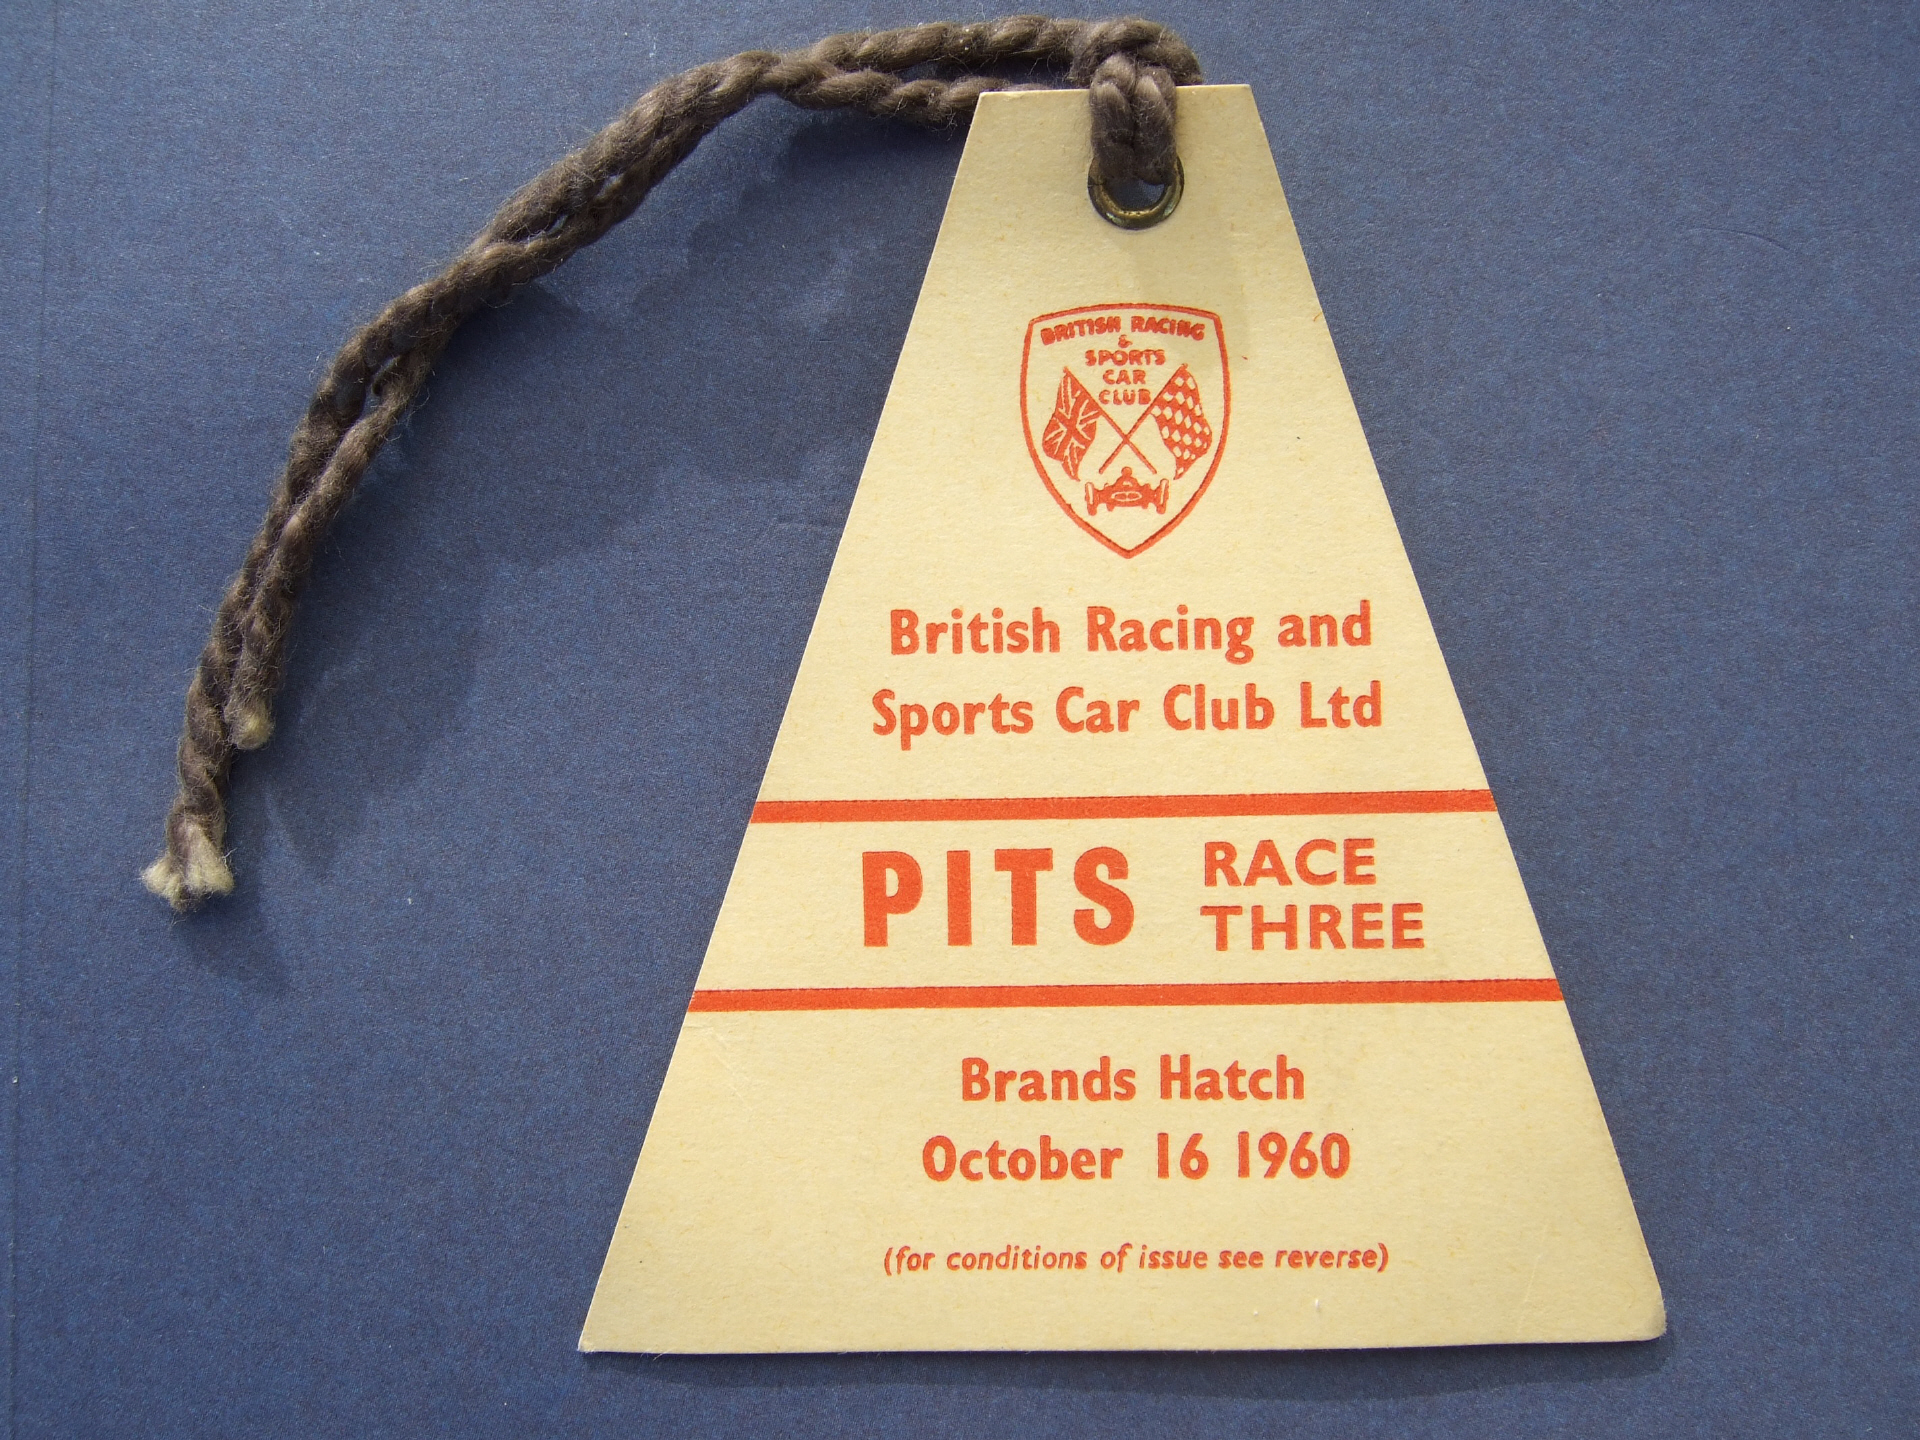 BRITISH RACING
&
SPORTS
CAR
CLUB
British Racing and
Sports Car Club Ltd
PITS RACE
THREE
Brands Hatch
October 16 1960
(for conditions of issue see reverse)